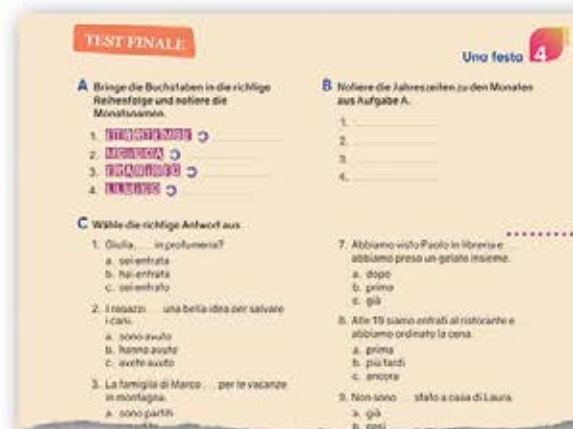 TEST FINALE
Una festa 4
A Bringe die Buchstaben in die richtige
Reihenfolge und notiere die
Monatsnamen.
1.
2.
3.
4.
B Notiere die Jahreszeiten zu den Monaten
aus Aufgabe A.
1.
2.
3.
4.
C Wähle die richtige Antwort aus
1. Giulia, ... in profumeria?
a. sei entrata
b. hai entrata
c. sei entrato
2. I ragazzi ... una bella idea per salvare
i cani.
a. sono avuto
b. hanno avuto
c. avete avuto
3. La famiglia di Marco ... per le vacanze
in montagna.
a. sono partiti
7. Abbiamo visto Paolo in libreria e
abbiamo preso un gelato insieme.
a. dopo
b. prima
c. già
8. Alle 19 siamo entrati al ristorante e
abbiamo ordinato la cena.
a. prima
b. più tardi
c. ancora
9. Non sono ... stato a casa di Laura.
a. già
b. così